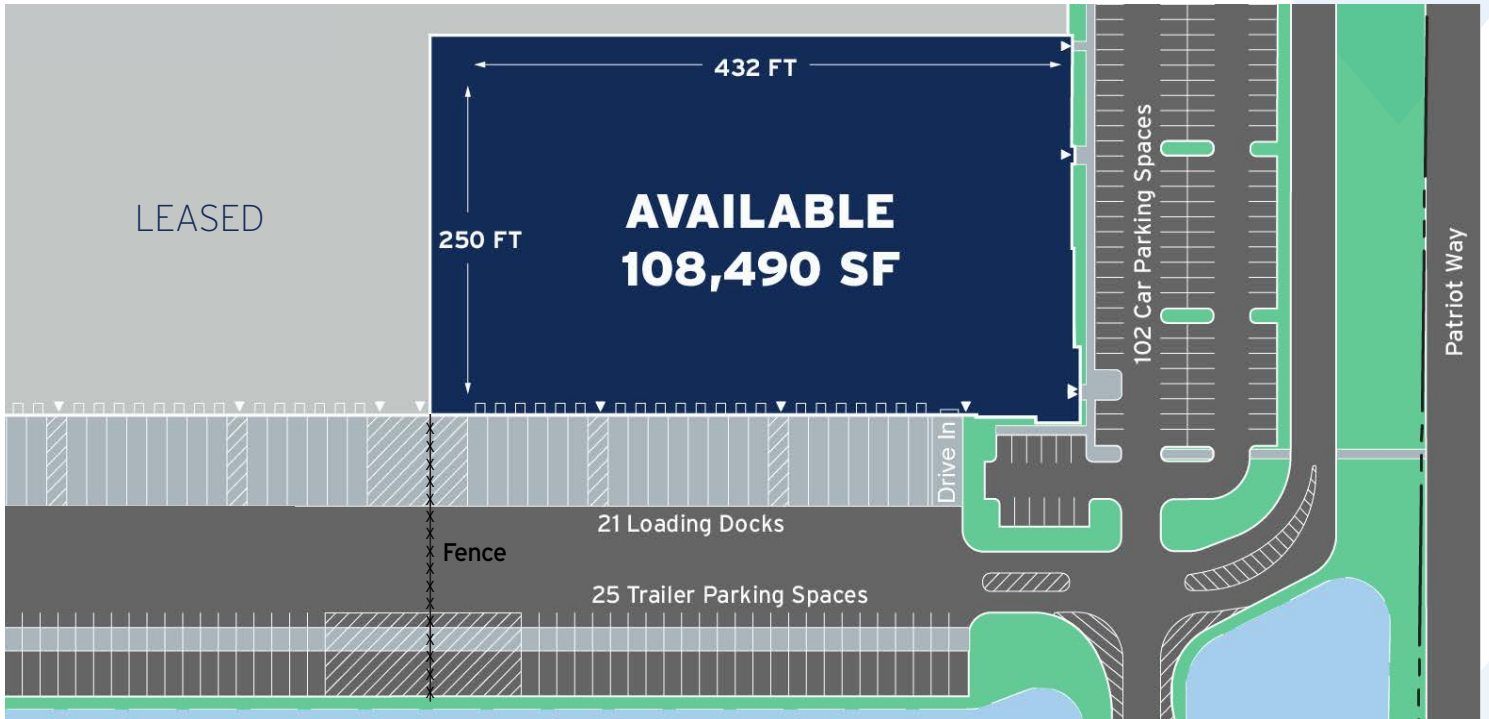 432 FT
LEASED
250 FT
AVAILABLE
108,490 SF
102 Car Parking Spaces
Patriot Way
Drive In
21 Loading Docks
Fence
25 Trailer Parking Spaces